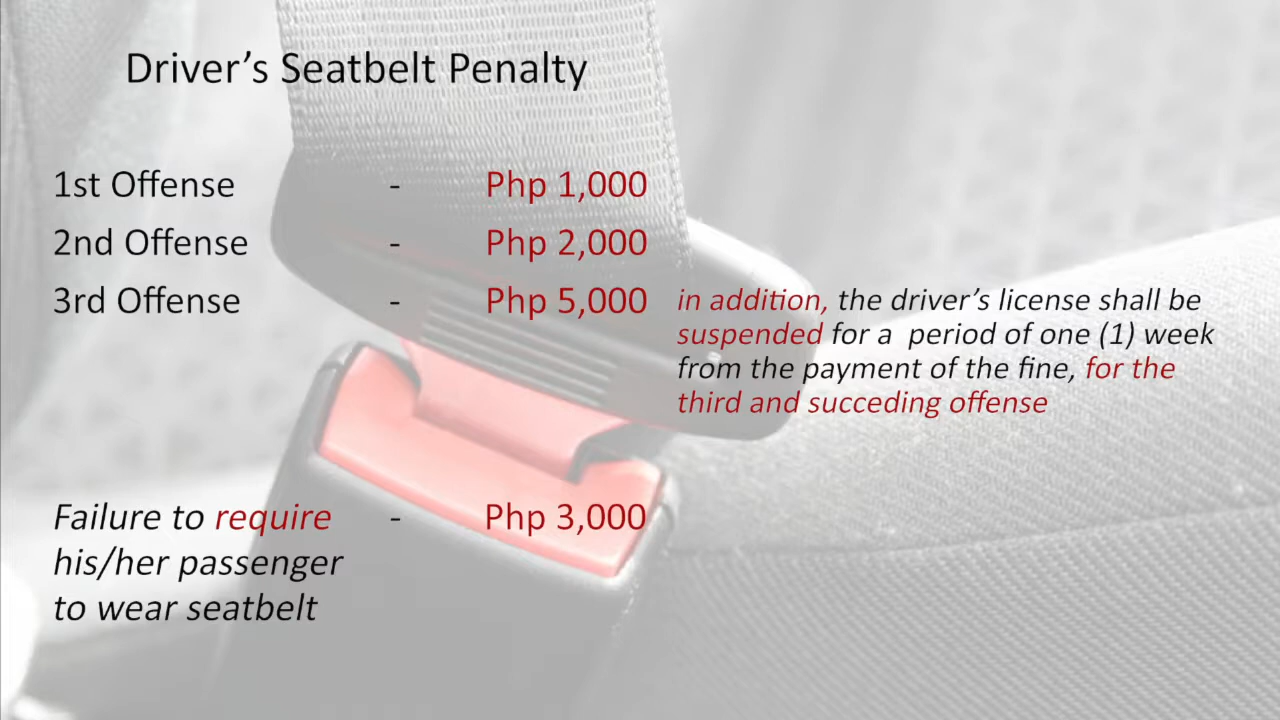 Driver’s Seatbelt Penalty
1st Offense - Php 1,000
2nd Offense - Php 2,000
3rd Offense - Php 5,000 in addition, the driver’s license shall be
suspended for a period of one (1) week
from the payment of the fine, for the
third and succeding offense
Failure to require - Php 3,000
his/her passenger
to wear seatbelt